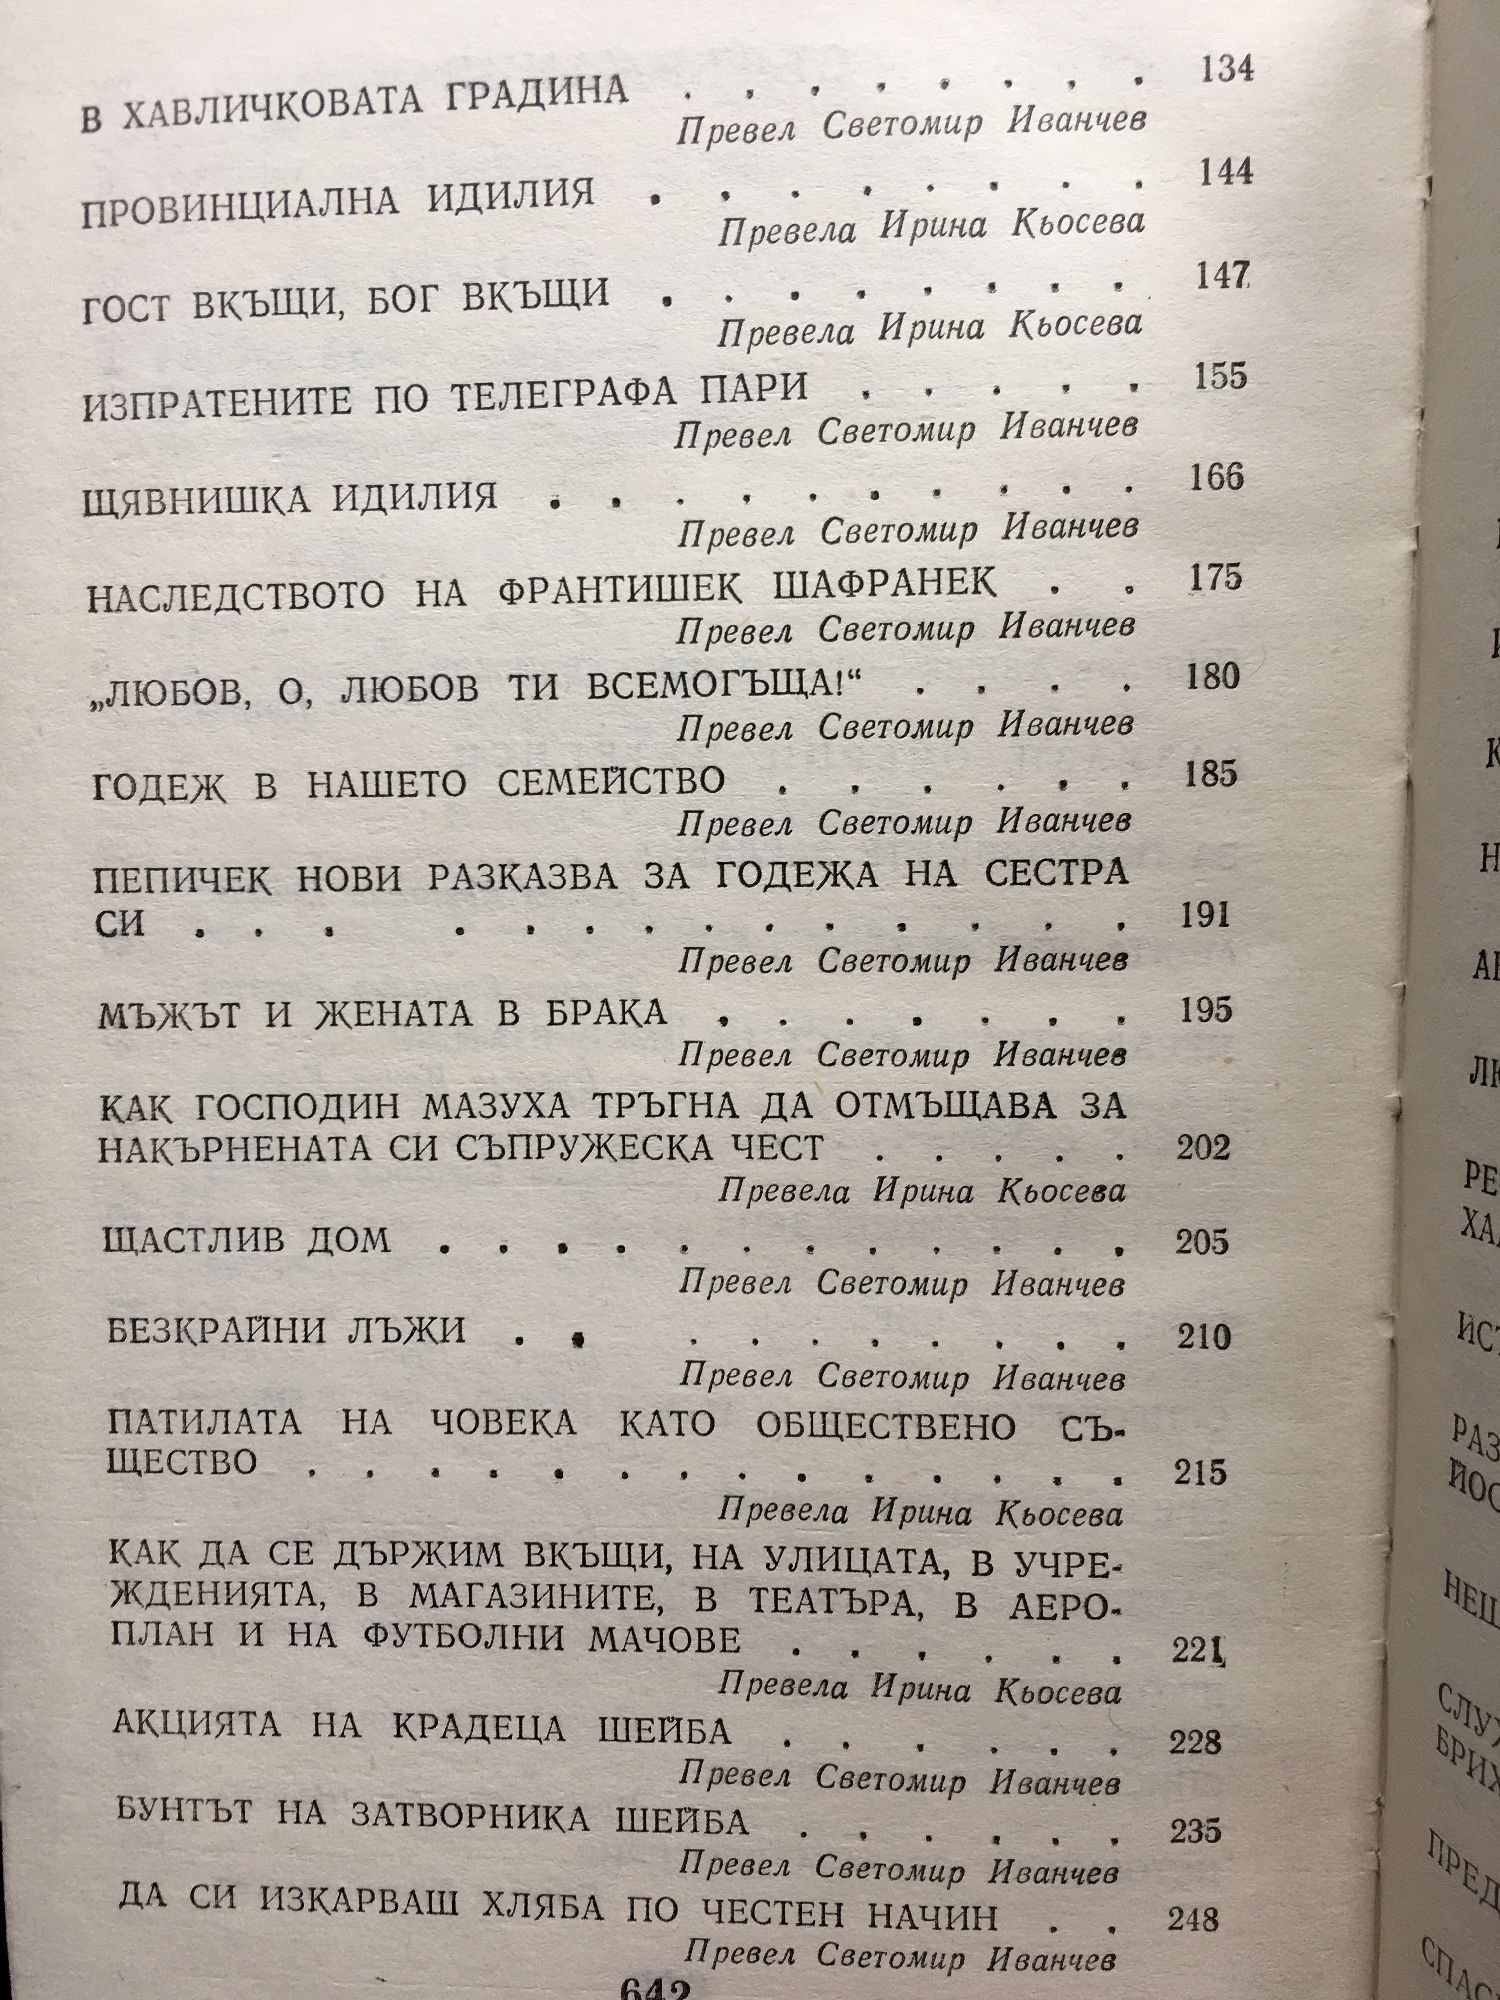 В ХАВЛИЧКОВАТА ГРАДИНА . . . . . . . . 134
Превел Светомир Иванчев
ПРОВИНЦИАЛНА ИДИЛИЯ . . . . . . . . 144
Превела Ирина Кьосева
ГОСТ ВКЪЩИ, БОГ ВКЪЩИ . . . . . . . . 147
Превела Ирина Кьосева
ИЗПРАТЕНИТЕ ПО ТЕЛЕГРАФА ПАРИ . . . . . 155
Превел Светомир Иванчев
ЩЯВНИШКА ИДИЛИЯ . . . . . . . . . . 166
Превел Светомир Иванчев
НАСЛЕДСТВОТО НА ФРАНТИШЕК ШАФРАНЕК . . 175
Превел Светомир Иванчев
„ЛЮБОВ, О, ЛЮБОВ ТИ ВСЕМОГЪЩА!“ . . . . 180
Превел Светомир Иванчев
ГОДЕЖ В НАШЕТО СЕМЕЙСТВО . . . . . . 185
Превел Светомир Иванчев
ПЕПИЧЕК НОВИ РАЗКАЗВА ЗА ГОДЕЖА НА СЕСТРА
СИ . . . . . . . . . . . . . . 191
Превел Светомир Иванчев
МЪЖЪТ И ЖЕНАТА В БРАКА . . . . . . . 195
Превел Светомир Иванчев
КАК ГОСПОДИН МАЗУХА ТРЪГНА ДА ОТМЪЩАВА ЗА
НАКЪРНЕНАТА СИ СЪПРУЖЕСКА ЧЕСТ . . . . . 202
Превела Ирина Кьосева
ЩАСТЛИВ ДОМ . . . . . . . . . . . . 205
Превел Светомир Иванчев
БЕЗКРАЙНИ ЛЪЖИ . . . . . . . . . . 210
Превел Светомир Иванчев
ПАТИЛАТА НА ЧОВЕКА КАТО ОБЩЕСТВЕНО СЪ-
ЩЕСТВО . . . . . . . . . . . . . . 215
Превела Ирина Кьосева
КАК ДА СЕ ДЪРЖИМ ВКЪЩИ, НА УЛИЦАТА, В УЧРЕ-
ЖДЕНИЯТА, В МАГАЗИНИТЕ, В ТЕАТЪРА, В АЕРО-
ПЛАН И НА ФУТБОЛНИ МАЧОВЕ . . . . . . 221
Превела Ирина Кьосева
АКЦИЯТА НА КРАДЕЦА ШЕЙБА . . . . . . 228
Превел Светомир Иванчев
БУНТЪТ НА ЗАТВОРНИКА ШЕЙБА . . . . . . 235
Превел Светомир Иванчев
ДА СИ ИЗКАРВАШ ХЛЯБА ПО ЧЕСТЕН НАЧИН . . 248
Превел Светомир Иванчев
642